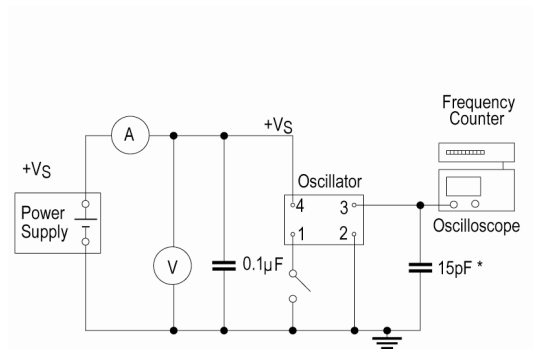 Frequency
Counter
A
+VS
+VS
Oscillator
4
3
Power
Supply
Oscilloscope
1
2
V
0.1µF
15pF *